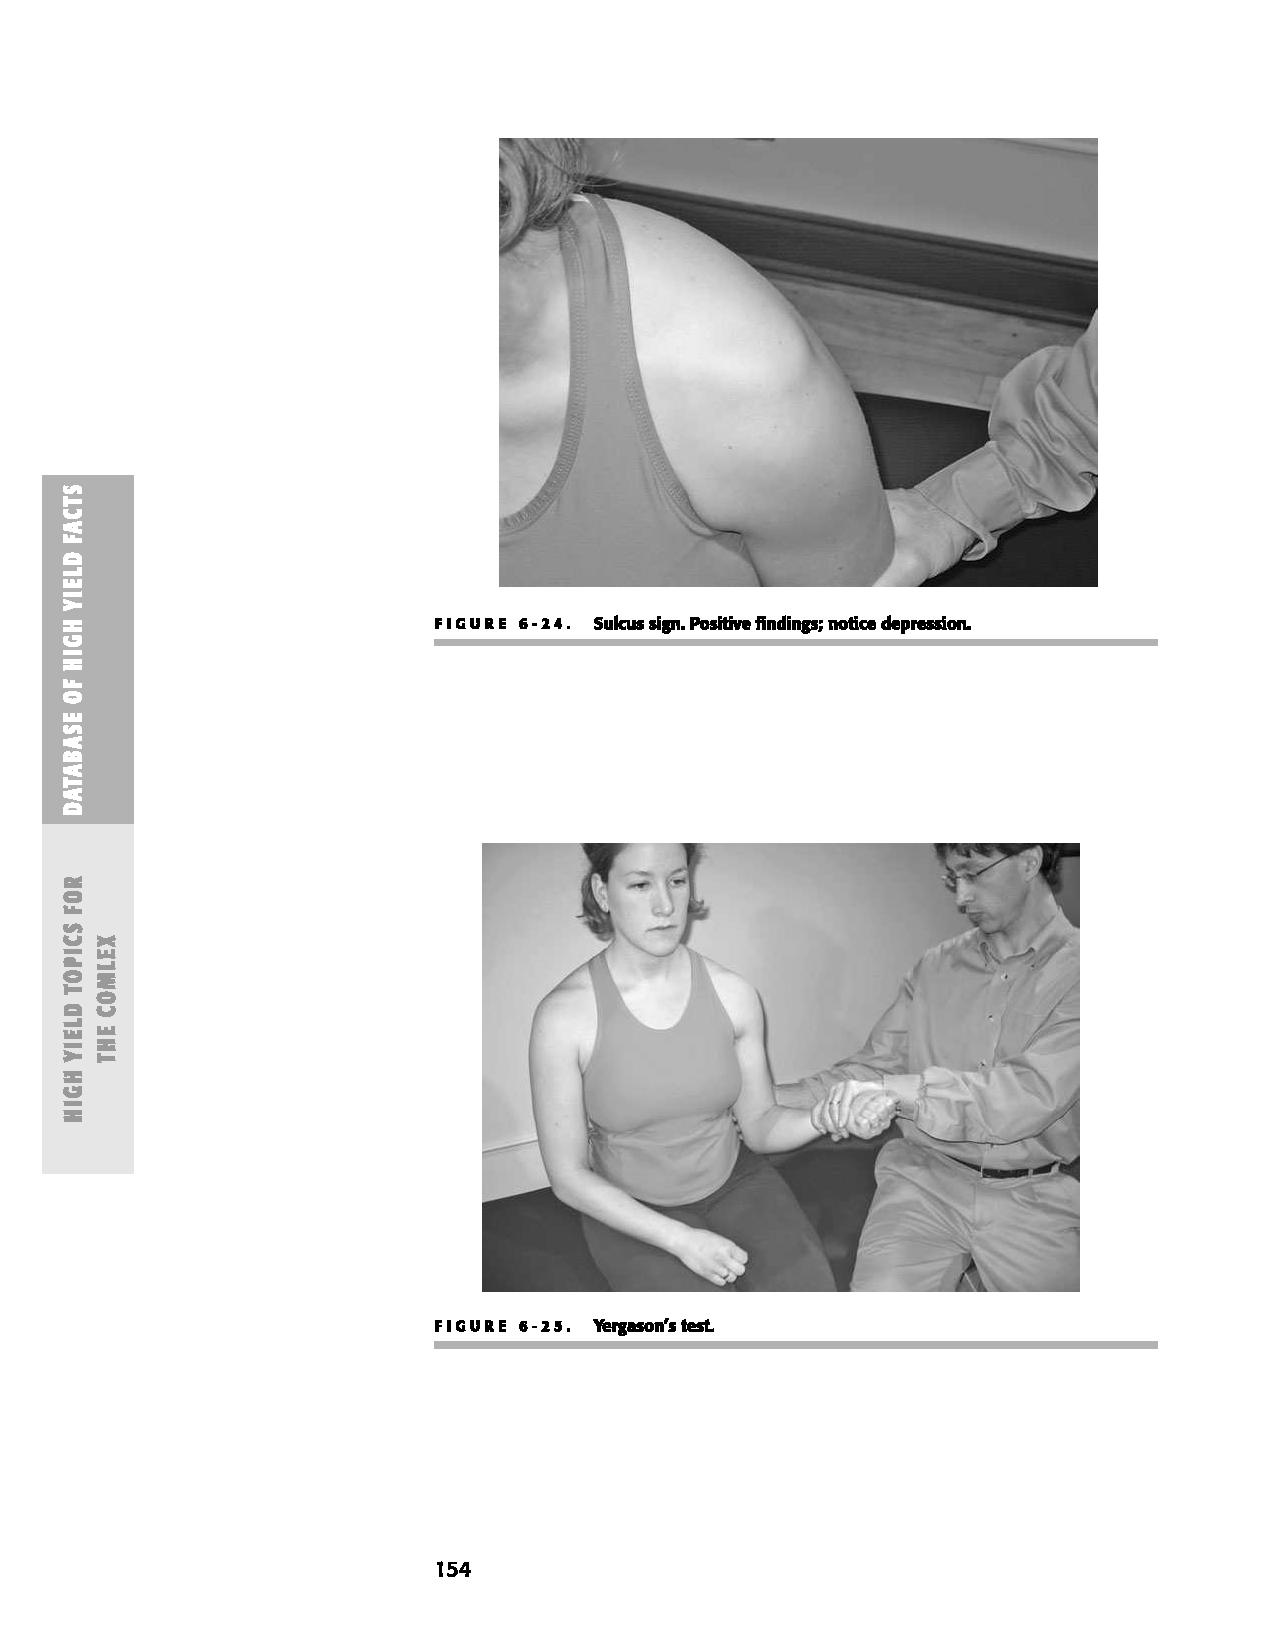 DATABASE OF HIGH YIELD FACTS
HIGH YIELD TOPICS FOR
THE COMLEX
FIGURE 6-24. Sulcus sign. Positive findings; notice depression.
FIGURE 6-25. Yergason's test.
154